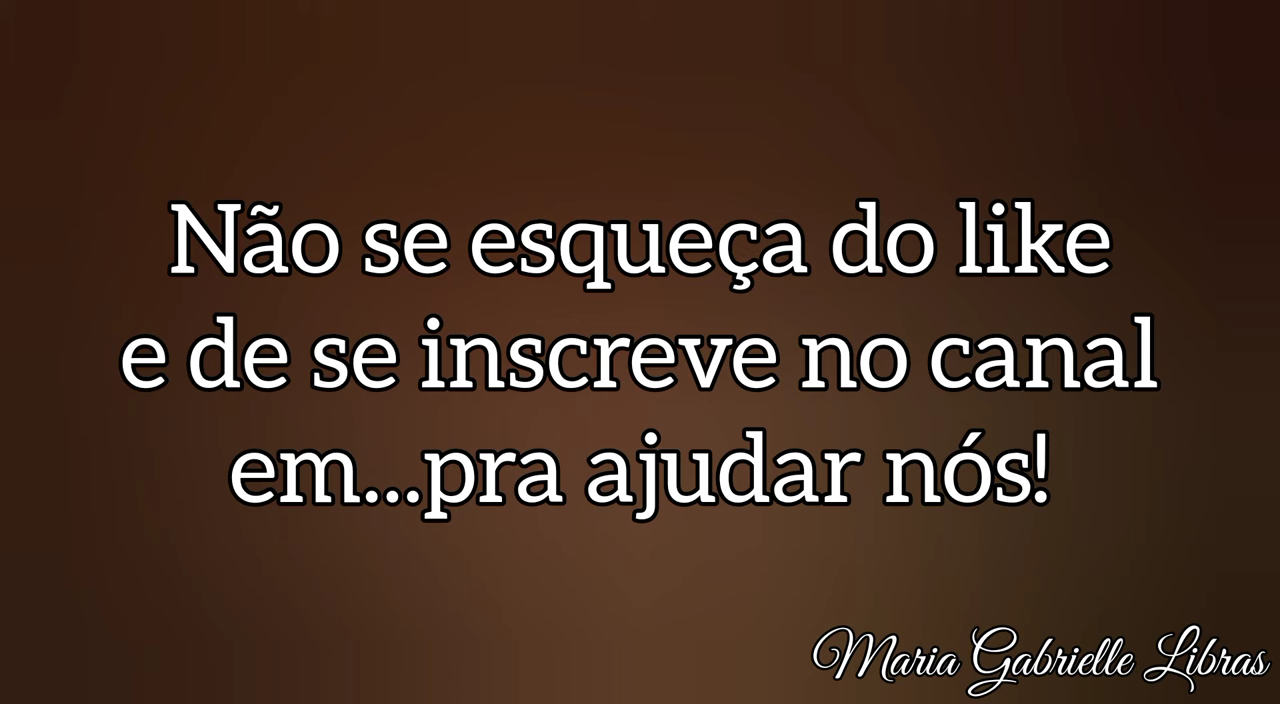 Não se esqueça do like
e de se inscreve no canal
em...pra ajudar nós!
Maria Gabrielle Libras